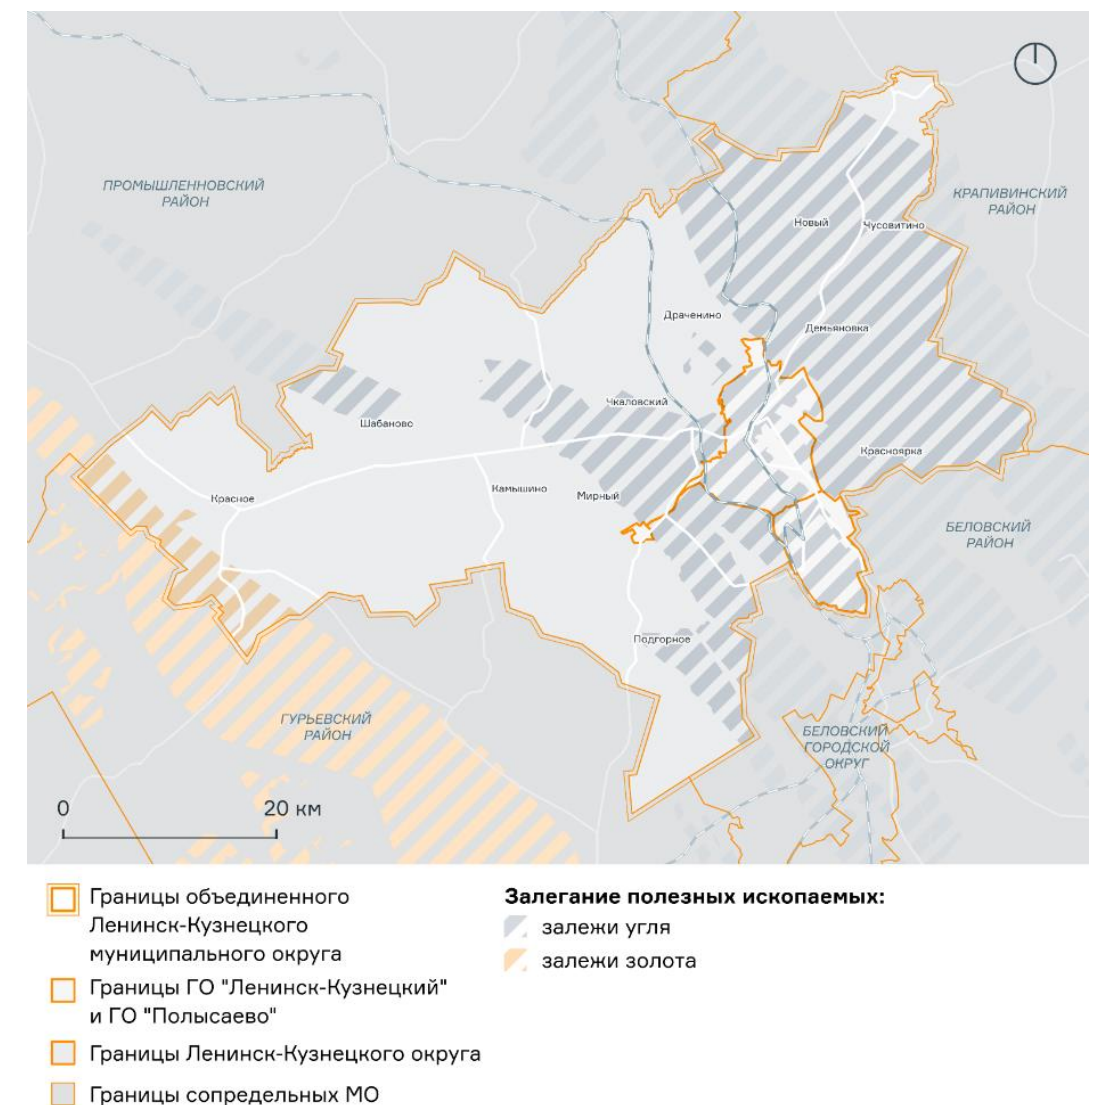 ПРОМЫШЛЕННОВСКИЙ
РАЙОН
КРАПИВИНСКИЙ
РАЙОН
Новый
Чусовитино
Драченино
Демьяновка
Чкаловский
Шабаново
Красноярка
Красное
Камышино
Мирный
БЕЛОВСКИЙ
РАЙОН
Подгорное
ГУРЬЕВСКИЙ
РАЙОН
БЕЛОВСКИЙ
ГОРОДСКОЙ
ОКРУГ
0
20 км
Границы объединенного
Ленинск-Кузнецкого
муниципального округа
Границы ГО "Ленинск-Кузнецкий"
и ГО "Полысаево"
Границы Ленинск-Кузнецкого округа
Границы сопредельных МО
Залегание полезных ископаемых:
залежи угля
залежи золота